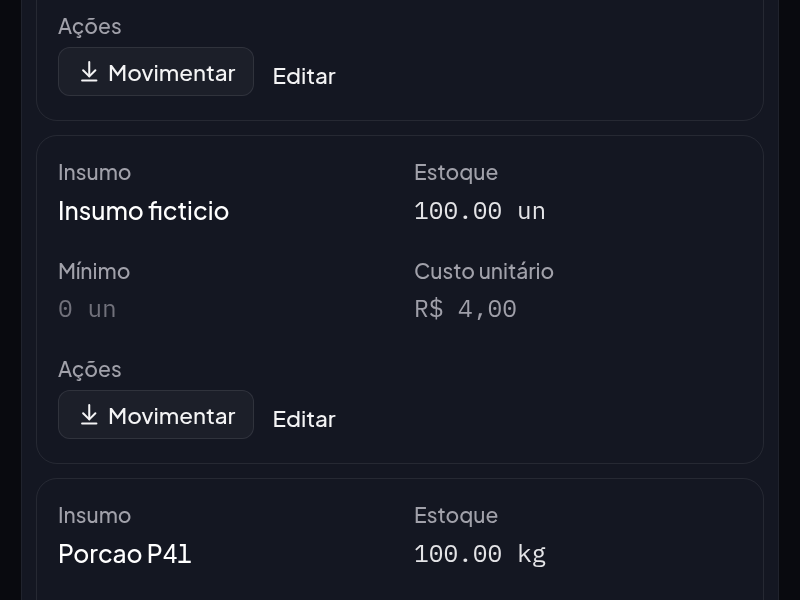 Ações
Movimentar Editar
Insumo Estoque
Insumo ficticio 100.00 un
Mínimo Custo unitário
0 un R$ 4,00
Ações
Movimentar Editar
Insumo Estoque
Porcao P41 100.00 kg